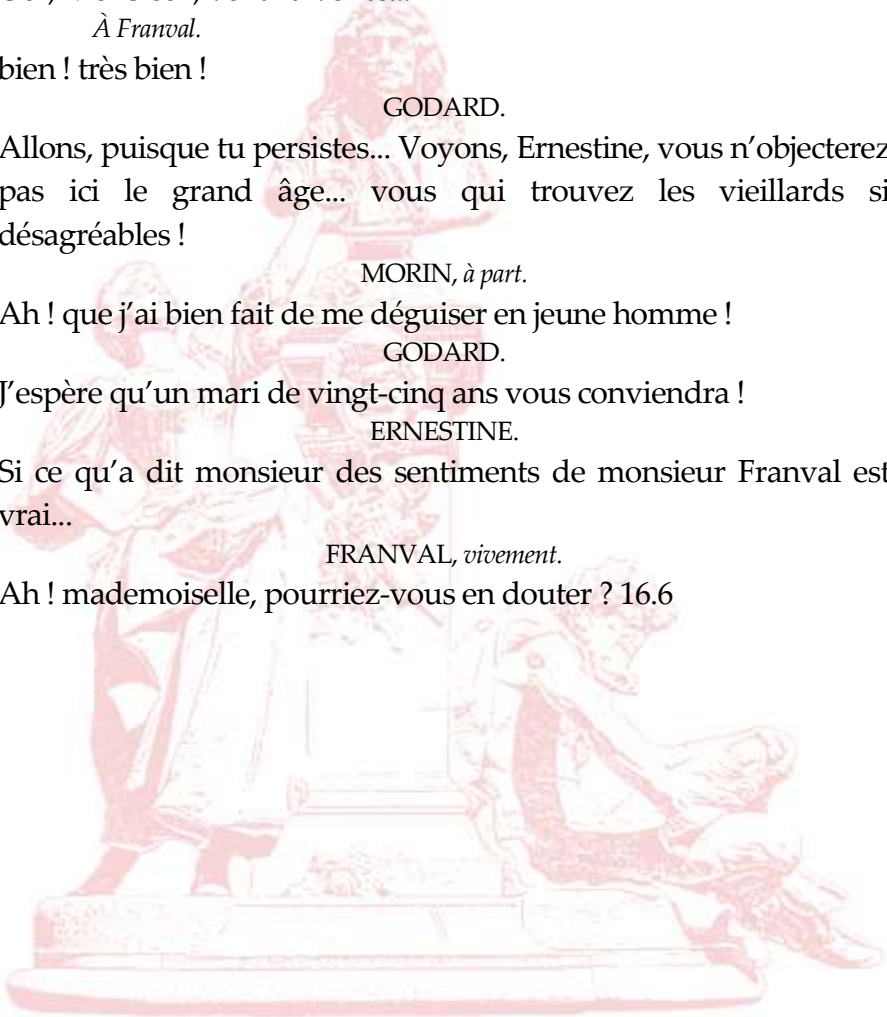 À Franval.
bien ! très bien !
GODARD.
Allons, puisque tu persistes... Voyons, Ernestine, vous n’objecterez
pas ici le grand âge... vous qui trouvez les vieillards si
désagréables !
MORIN, à part.
Ah ! que j’ai bien fait de me déguiser en jeune homme !
GODARD.
J’espère qu’un mari de vingt-cinq ans vous conviendra !
ERNESTINE.
Si ce qu’a dit monsieur des sentiments de monsieur Franval est
vrai...
FRANVAL, vivement.
Ah ! mademoiselle, pourriez-vous en douter ? 16.6